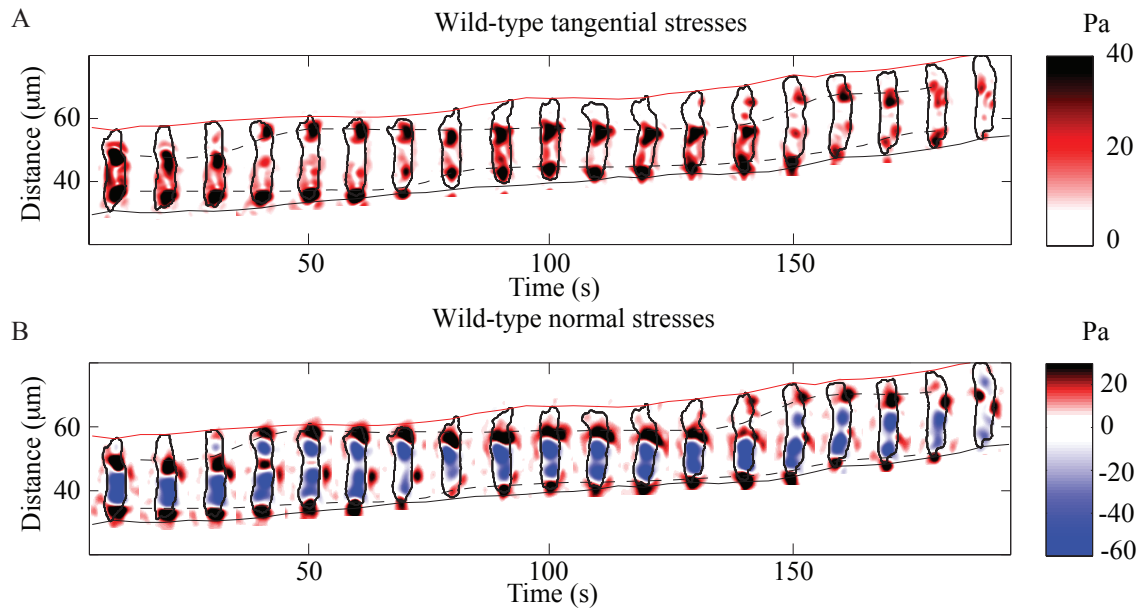 A
Wild-type tangential stresses
Pa
Distance (μm)
60
40
50
100
150
Time (s)
40
20
0
B
Wild-type normal stresses
Pa
Distance (μm)
60
40
50
100
150
Time (s)
20
0
-20
-40
-60